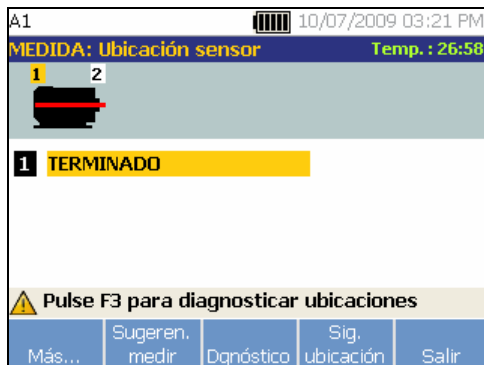 A1 10/07/2009 03:21 PM
MEDIDA: Ubicación sensor Temp. : 26:58
1 2
1 TERMINADO
Pulse F3 para diagnosticar ubicaciones
Más... Sugeren. medir Dgnóstico Sig. ubicación Salir